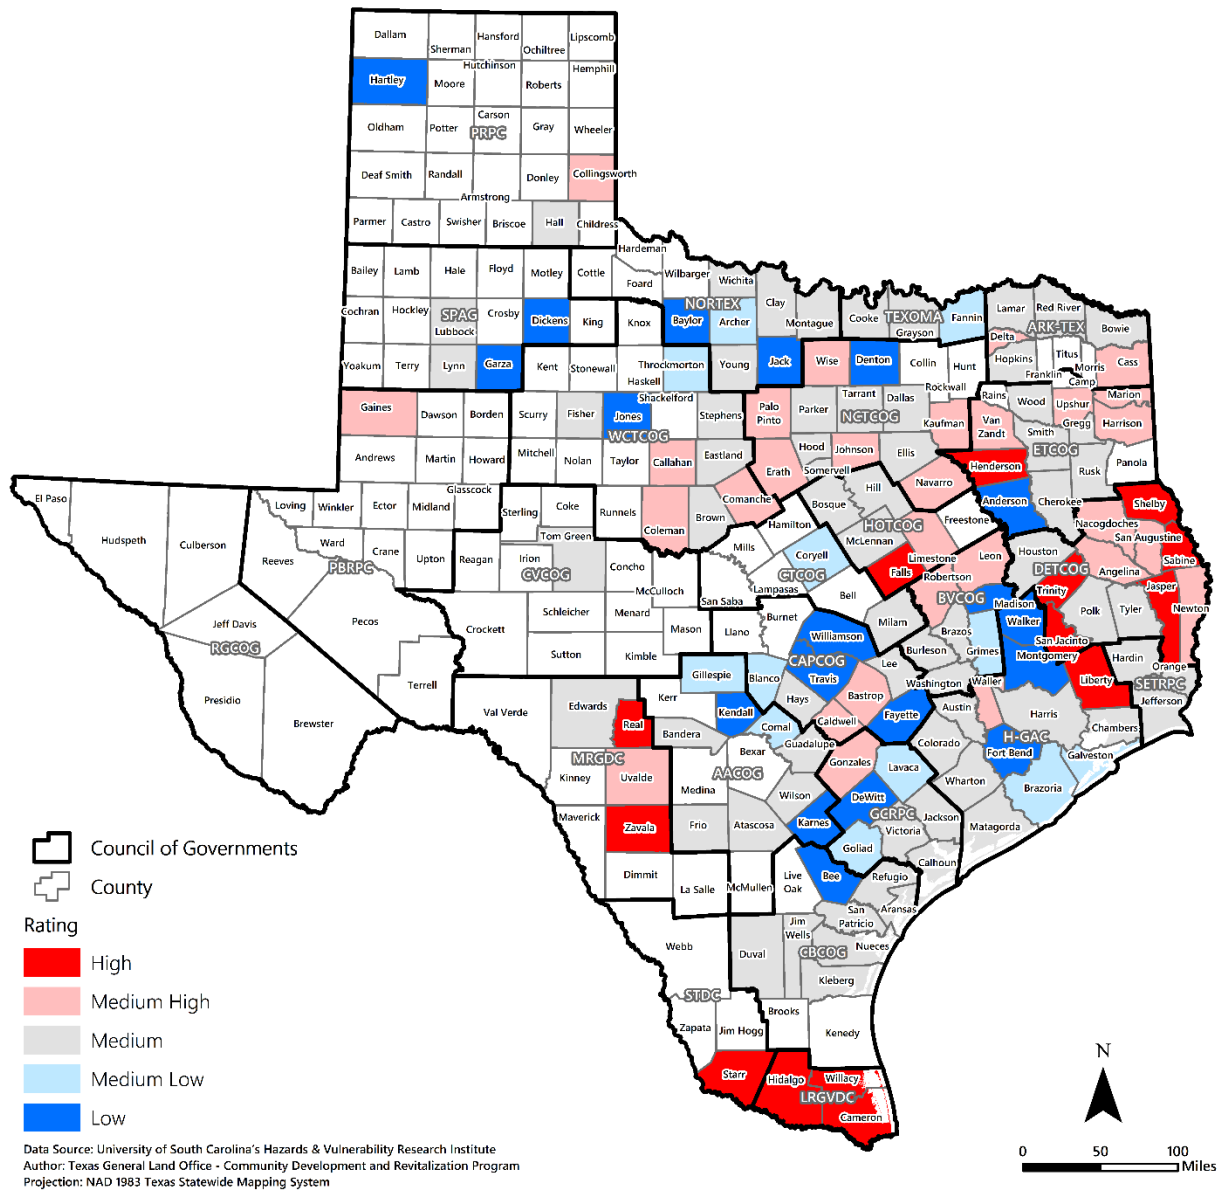 Dallam
Sherman
Hansford
Ochiltree
Lipscomb
Hartley
Moore
Hutchinson
Roberts
Hemphill
Oldham
Potter
Carson
PRPC
Gray
Wheeler
Deaf Smith
Randall
Armstrong
Donley
Collingsworth
Parmer
Castro
Swisher
Briscoe
Hall
Childress
Hardeman
Bailey
Lamb
Hale
Floyd
Motley
Cottle
Foard
Wilbarger
Wichita
NORTEX
Clay
Montague
Cooke
TEXOMA
Grayson
Fannin
Lamar
Red River
ARK-TEX
Bowie
Cochran
Hockley
SPAG
Lubbock
Crosby
Dickens
King
Knox
Baylor
Archer
Delta
Hopkins
Franklin
Titus
Morris
Camp
Cass
Yoakum
Terry
Lynn
Garza
Kent
Stonewall
Haskell
Throckmorton
Young
Jack
Wise
Denton
Collin
Hunt
Rockwall
Rains
Wood
Upshur
Marion
Gregg
Harrison
Gaines
Dawson
Borden
Scurry
Fisher
Jones
Shackelford
WCTCOG
Stephens
Palo
Pinto
Parker
Tarrant
Dallas
NCTCOG
Kaufman
Van
Zandt
Smith
ETCOG
Rusk
Panola
Andrews
Martin
Howard
Mitchell
Nolan
Taylor
Callahan
Eastland
Erath
Hood
Somervell
Johnson
Ellis
Navarro
Henderson
Anderson
Cherokee
Shelby
El Paso
Hudspeth
Culberson
Loving
Winkler
Ector
Midland
Glasscock
Sterling
Coke
Runnels
Coleman
Brown
Comanche
Hamilton
Bosque
Hill
HOTCOG
McLennan
Limestone
Freestone
Leon
Houston
Nacogdoches
San Augustine
Sabine
Reeves
Ward
Crane
Upton
PBRPC
Reagan
Irion
Tom Green
CVCOG
Concho
McCulloch
San Saba
Mills
Lampasas
CTCOG
Coryell
Bell
Falls
Robertson
BVCOG
Madison
Walker
Trinity
DETCOG
Angelina
Jasper
Newton
Polk
Tyler
San Jacinto
Jeff Davis
RGCOG
Presidio
Brewster
Pecos
Terrell
Crockett
Schleicher
Menard
Sutton
Kimble
Mason
Llano
Burnet
Williamson
CAPCOG
Travis
Milam
Burleson
Brazos
Grimes
Lee
Washington
Waller
Montgomery
Liberty
Hardin
Orange
SETRPC
Jefferson
Val Verde
Edwards
Real
Kerr
Gillespie
Blanco
Hays
Kendall
Comal
Bandera
Bexar
Guadalupe
Caldwell
Bastrop
Fayette
Austin
Colorado
Harris
H-GAC
Fort Bend
Chambers
Galveston
Brazoria
Wharton
Matagorda
MRGDC
Kinney
Uvalde
Medina
AACOG
Wilson
Gonzales
Lavaca
DeWitt
GCRPC
Victoria
Jackson
Calhoun
Maverick
Zavala
Frio
Atascosa
Karnes
Goliad
Dimmit
La Salle
McMullen
Live
Oak
Bee
Refugio
Aransas
San
Patricio
Jim
Wells
Nueces
CBCOG
Duval
Kleberg
Webb
STDC
Zapata
Jim Hogg
Brooks
Kenedy
Starr
Hidalgo
Willacy
LRGVDC
Cameron
Council of Governments
County
Rating
High
Medium High
Medium
Medium Low
Low
Data Source: University of South Carolina's Hazards & Vulnerability Research Institute
Author: Texas General Land Office - Community Development and Revitalization Program
Projection: NAD 1983 Texas Statewide Mapping System
N
0 50 100
Miles